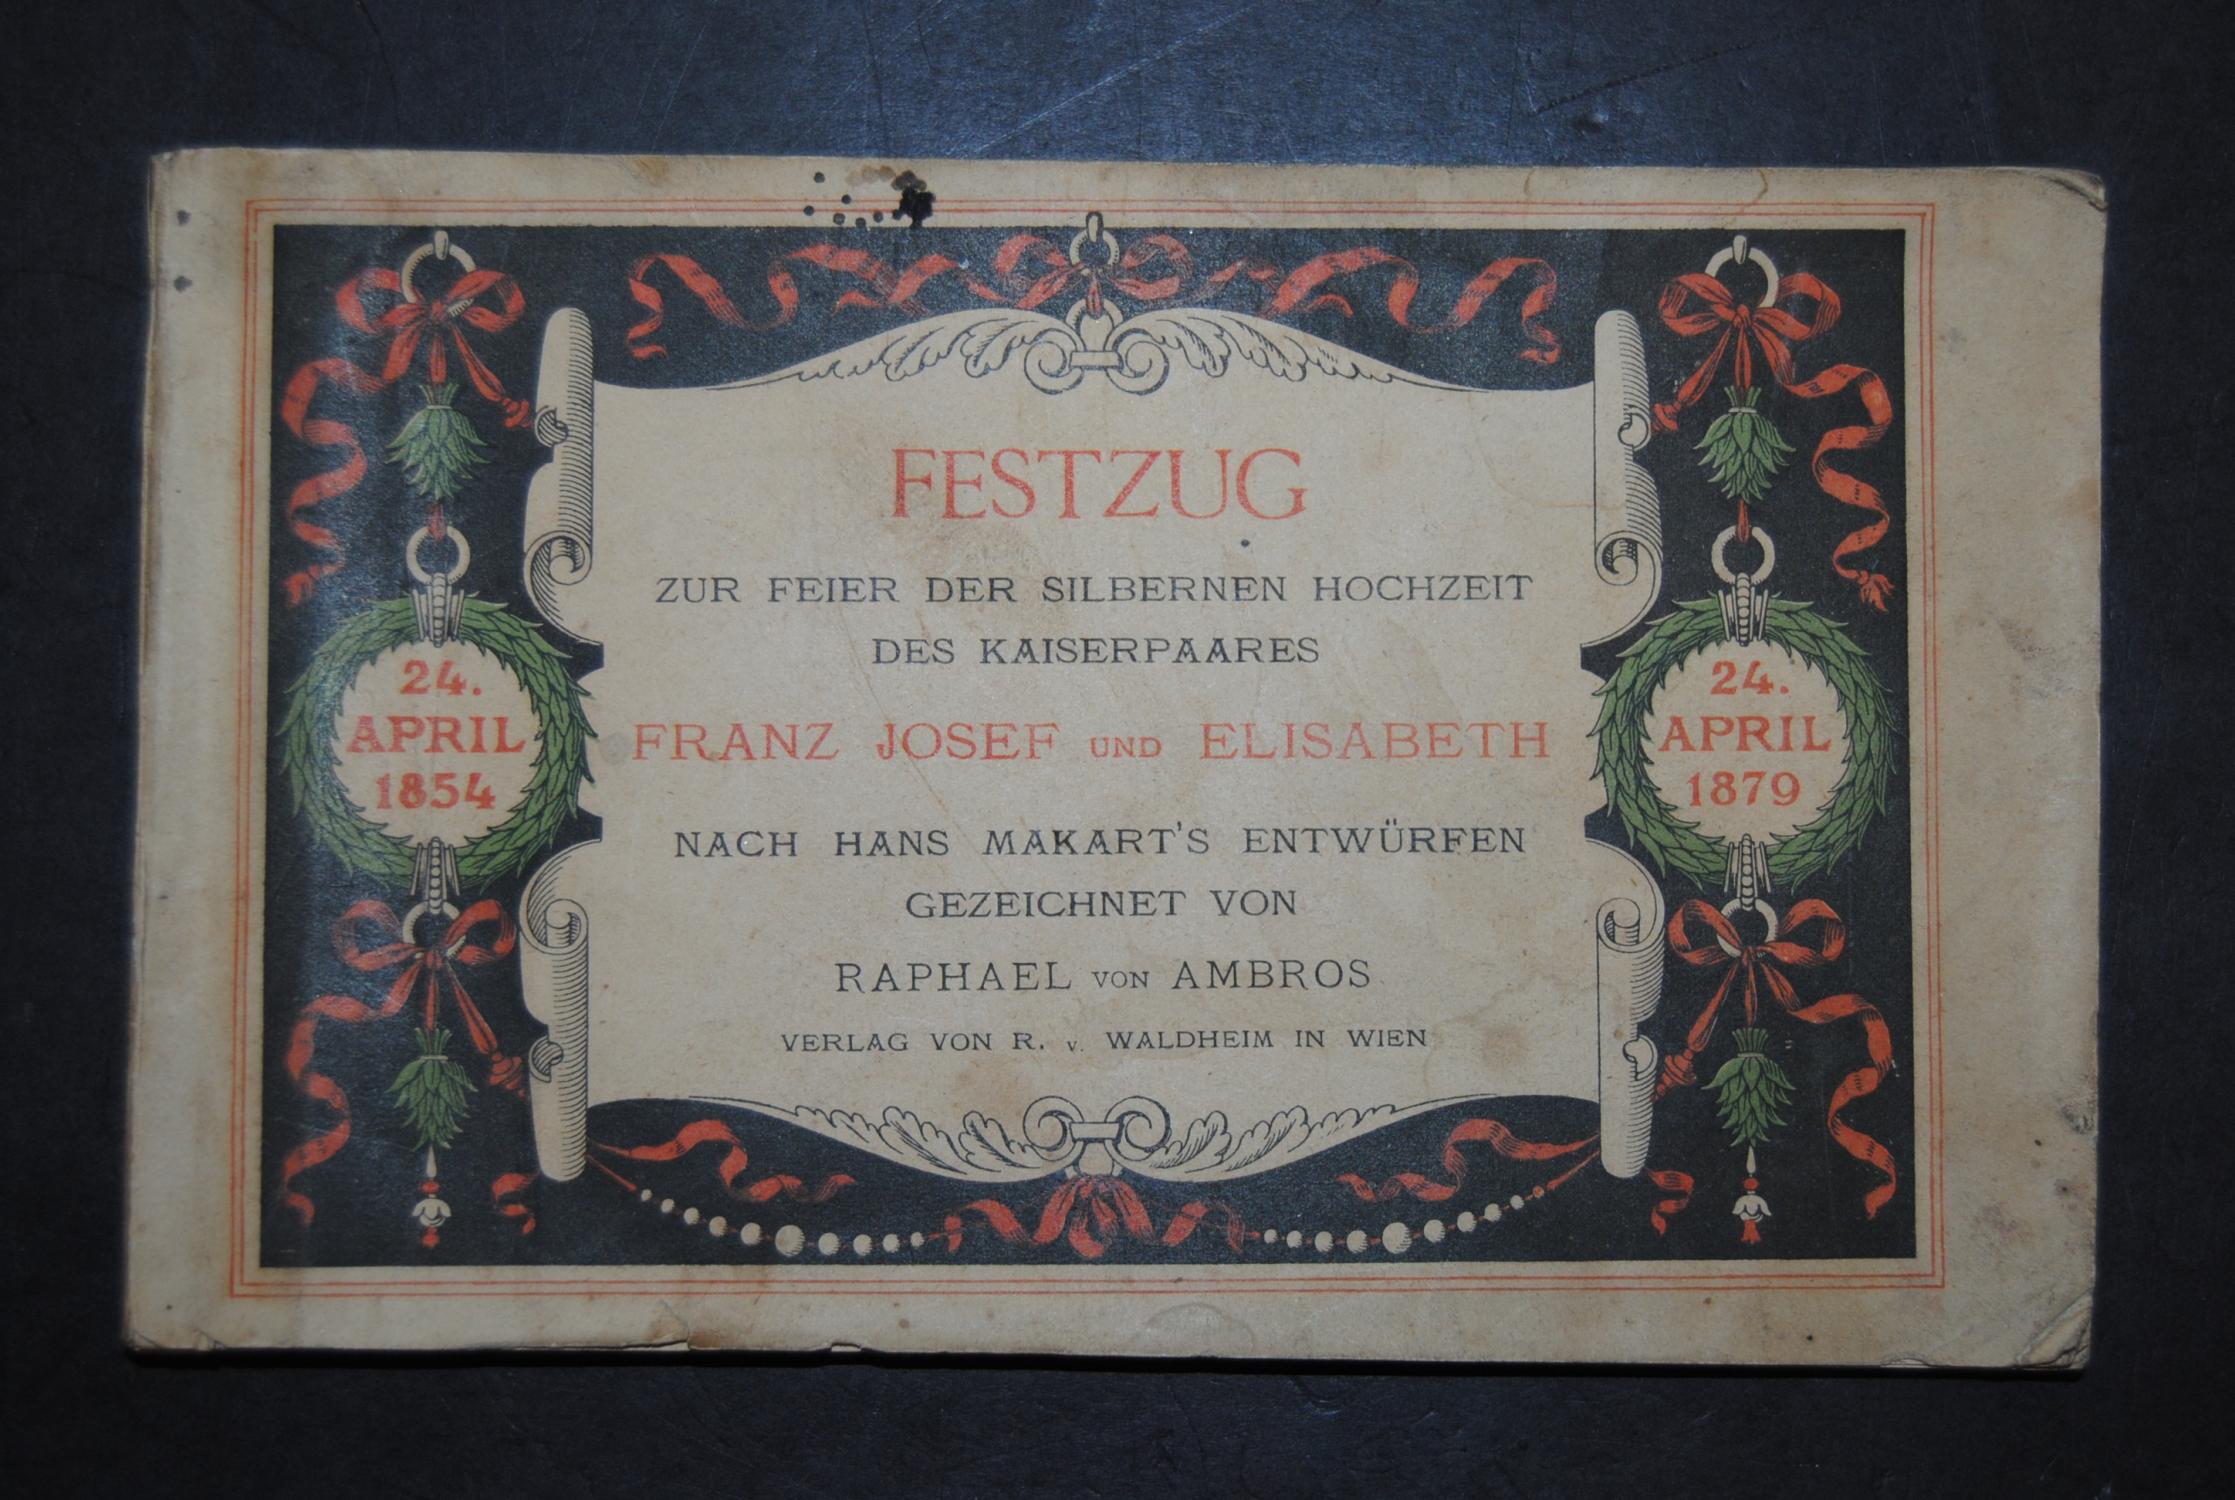 FESTZUG
ZUR FEIER DER SILBERNEN HOCHZEIT
DES KAISERPAARES
FRANZ JOSEF UND ELISABETH
NACH HANS MAKART'S ENTWÜRFEN
GEZEICHNET VON
RAPHAEL VON AMBROS
VERLAG VON R. v. WALDHEIM IN WIEN
24.
APRIL
1854
24.
APRIL
1879